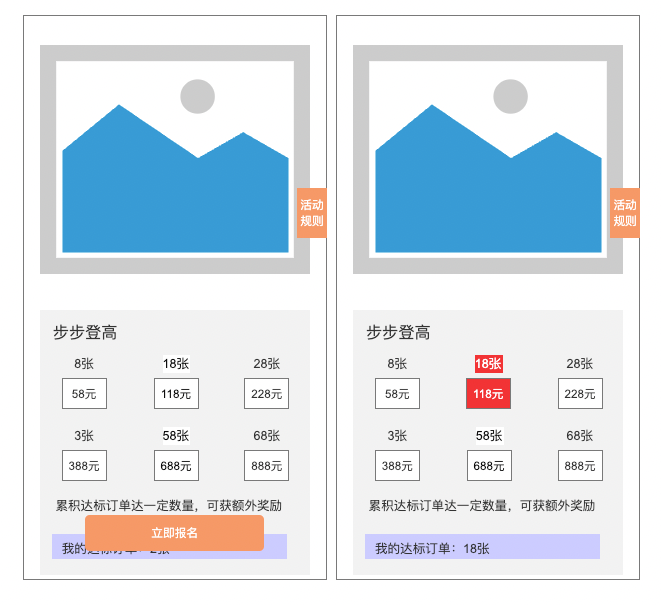 活动
规则
步步登高
8张 18张 28张
58元 118元 228元
3张 58张 68张
388元 688元 888元
累积达标订单达一定数量，可获额外奖励
立即报名
我的达标订单：2张
活动
规则
步步登高
8张 18张 28张
58元 118元 228元
3张 58张 68张
388元 688元 888元
累积达标订单达一定数量，可获额外奖励
我的达标订单：18张